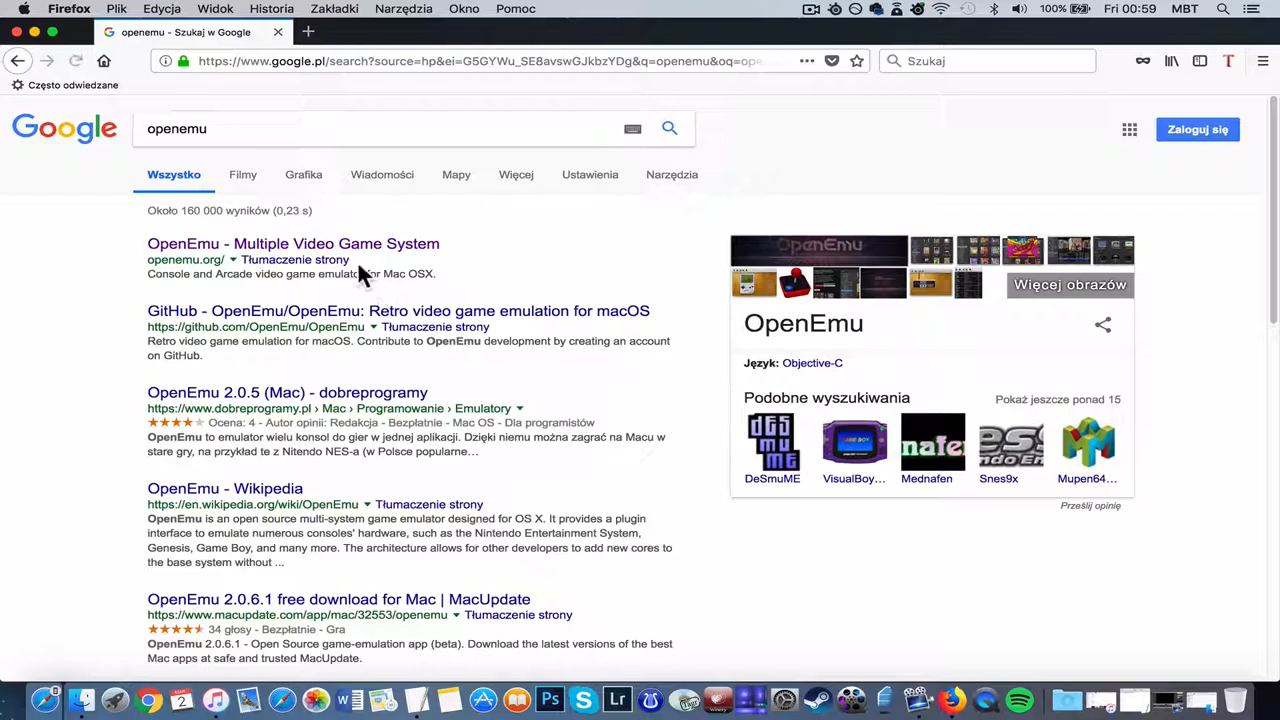 Firefox Plik Edycja Widok Historia Zakładki Narzędzia Okno Pomoc 100% Fri 00:59 MBT
openemu - Szukaj w Google
https://www.google.pl/search?source=hp&ei=G5GYWu_SE8avswGJkbzYDg&q=openemu&oq=ope
Szukaj
Często odwiedzane
Google
openemu
Zaloguj się
Wszystko Filmy Grafika Wiadomości Mapy Więcej Ustawienia Narzędzia
Około 160 000 wyników (0,23 s)
OpenEmu - Multiple Video Game System
openemu.org/ Tłumaczenie strony
Console and Arcade video game emulator for Mac OSX.
GitHub - OpenEmu/OpenEmu: Retro video game emulation for macOS
https://github.com/OpenEmu/OpenEmu Tłumaczenie strony
Retro video game emulation for macOS. Contribute to OpenEmu development by creating an account
on GitHub.
OpenEmu 2.0.5 (Mac) - dobreprogramy
https://www.dobreprogramy.pl › Mac › Programowanie › Emulatory
Ocena: 4 - Autor opinii: Redakcja - Bezpłatnie - Mac OS - Dla programistów
OpenEmu to emulator wielu konsol do gier w jednej aplikacji. Dzięki niemu można zagrać na Macu w
stare gry, na przykład te z Nitendo NES-a (w Polsce popularne...
OpenEmu - Wikipedia
https://en.wikipedia.org/wiki/OpenEmu Tłumaczenie strony
OpenEmu is an open source multi-system game emulator designed for OS X. It provides a plugin
interface to emulate numerous consoles' hardware, such as the Nintendo Entertainment System,
Genesis, Game Boy, and many more. The architecture allows for other developers to add new cores to
the base system without ...
OpenEmu 2.0.6.1 free download for Mac | MacUpdate
https://www.macupdate.com/app/mac/32553/openemu Tłumaczenie strony
34 głosy - Bezpłatnie - Gra
OpenEmu 2.0.6.1 - Open Source game-emulation app (beta). Download the latest versions of the best
Mac apps at safe and trusted MacUpdate.
OpenEmu
Więcej obrazów
OpenEmu
Język: Objective-C
Podobne wyszukiwania Pokaż jeszcze ponad 15
DeSmuME VisualBoy... Mednafen Snes9x Mupen64...
Prześlij opinię
Ps Lr